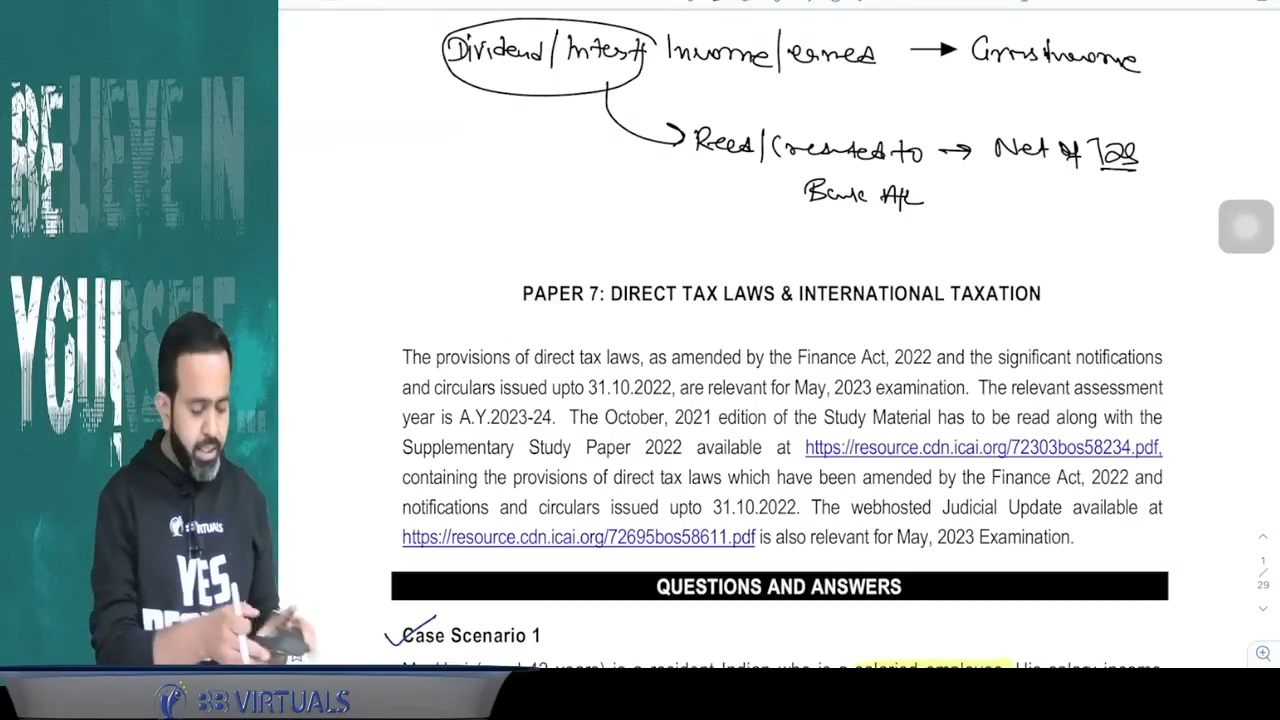 Dividend / Interest Income / earned → Gross Income
Recd / Credited to → Net of TDS
Bank A/c
BELIEVE IN
YOURSELF...
PAPER 7: DIRECT TAX LAWS & INTERNATIONAL TAXATION
The provisions of direct tax laws, as amended by the Finance Act, 2022 and the significant notifications
and circulars issued upto 31.10.2022, are relevant for May, 2023 examination. The relevant assessment
year is A.Y.2023-24. The October, 2021 edition of the Study Material has to be read along with the
Supplementary Study Paper 2022 available at https://resource.cdn.icai.org/72303bos58234.pdf,
containing the provisions of direct tax laws which have been amended by the Finance Act, 2022 and
notifications and circulars issued upto 31.10.2022. The webhosted Judicial Update available at
https://resource.cdn.icai.org/72695bos58611.pdf is also relevant for May, 2023 Examination.
QUESTIONS AND ANSWERS
Case Scenario 1
1
/
29
BB VIRTUALS
YES
BB VIRTUALS